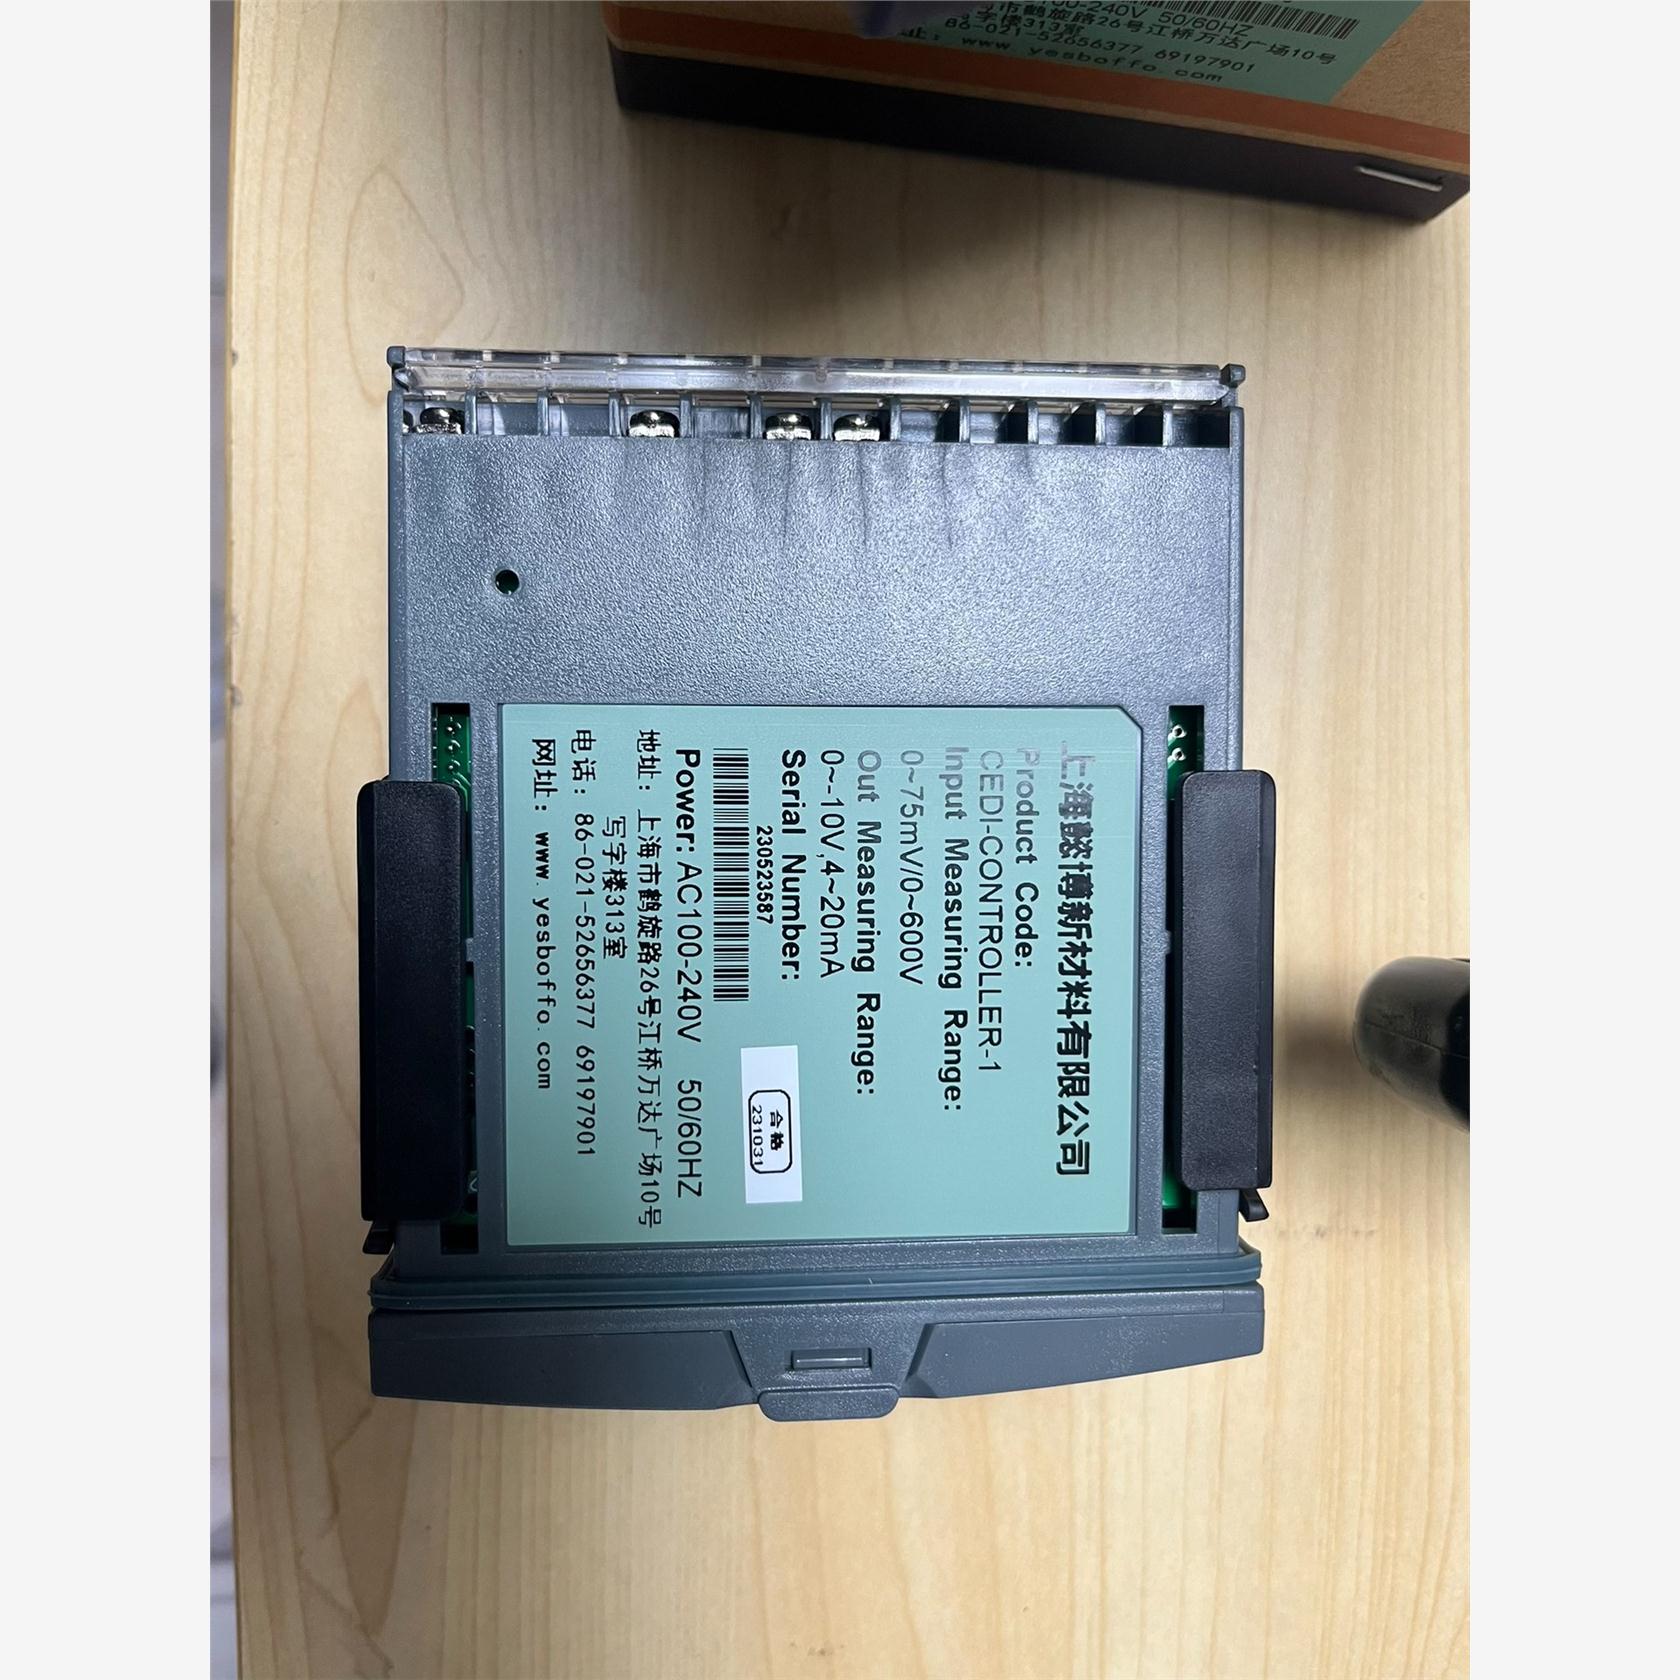 上海懿博新材料有限公司
Product Code:
CEDI-CONTROLLER-1
Input Measuring Range:
0~75mV/0~600V
Out Measuring Range:
0~-10V,4~20mA
Serial Number:
230523587
合格
231031
Power: AC100-240V 50/60HZ
地址: 上海市鹤旋路26号江桥万达广场10号
写字楼313室
电话: 86-021-52656377 69197901
网址: www.yesboffo.com
00-240V 50/60HZ
市鹤旋路26号江桥万达广场10号
楼313室
86-021-52656377 69197901
www yesboffo.com